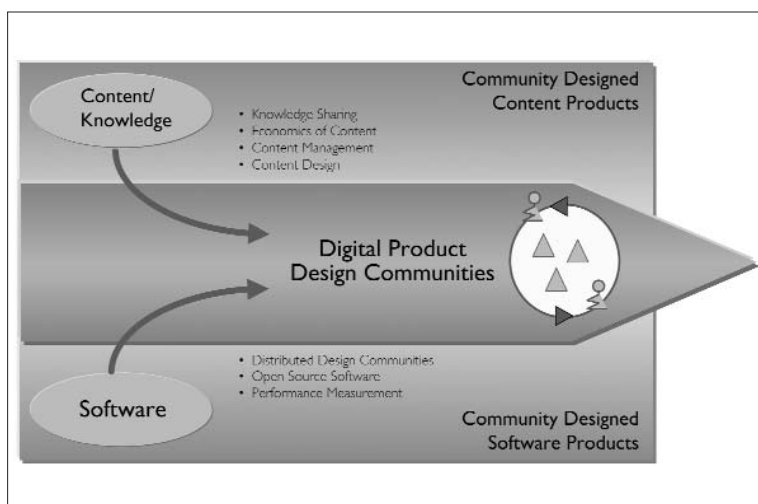 Community Designed
Content Products
Content/
Knowledge
• Knowledge Sharing
• Economics of Content
• Content Management
• Content Design
Digital Product
Design Communities
• Distributed Design Communities
• Open Source Software
• Performance Measurement
Software
Community Designed
Software Products